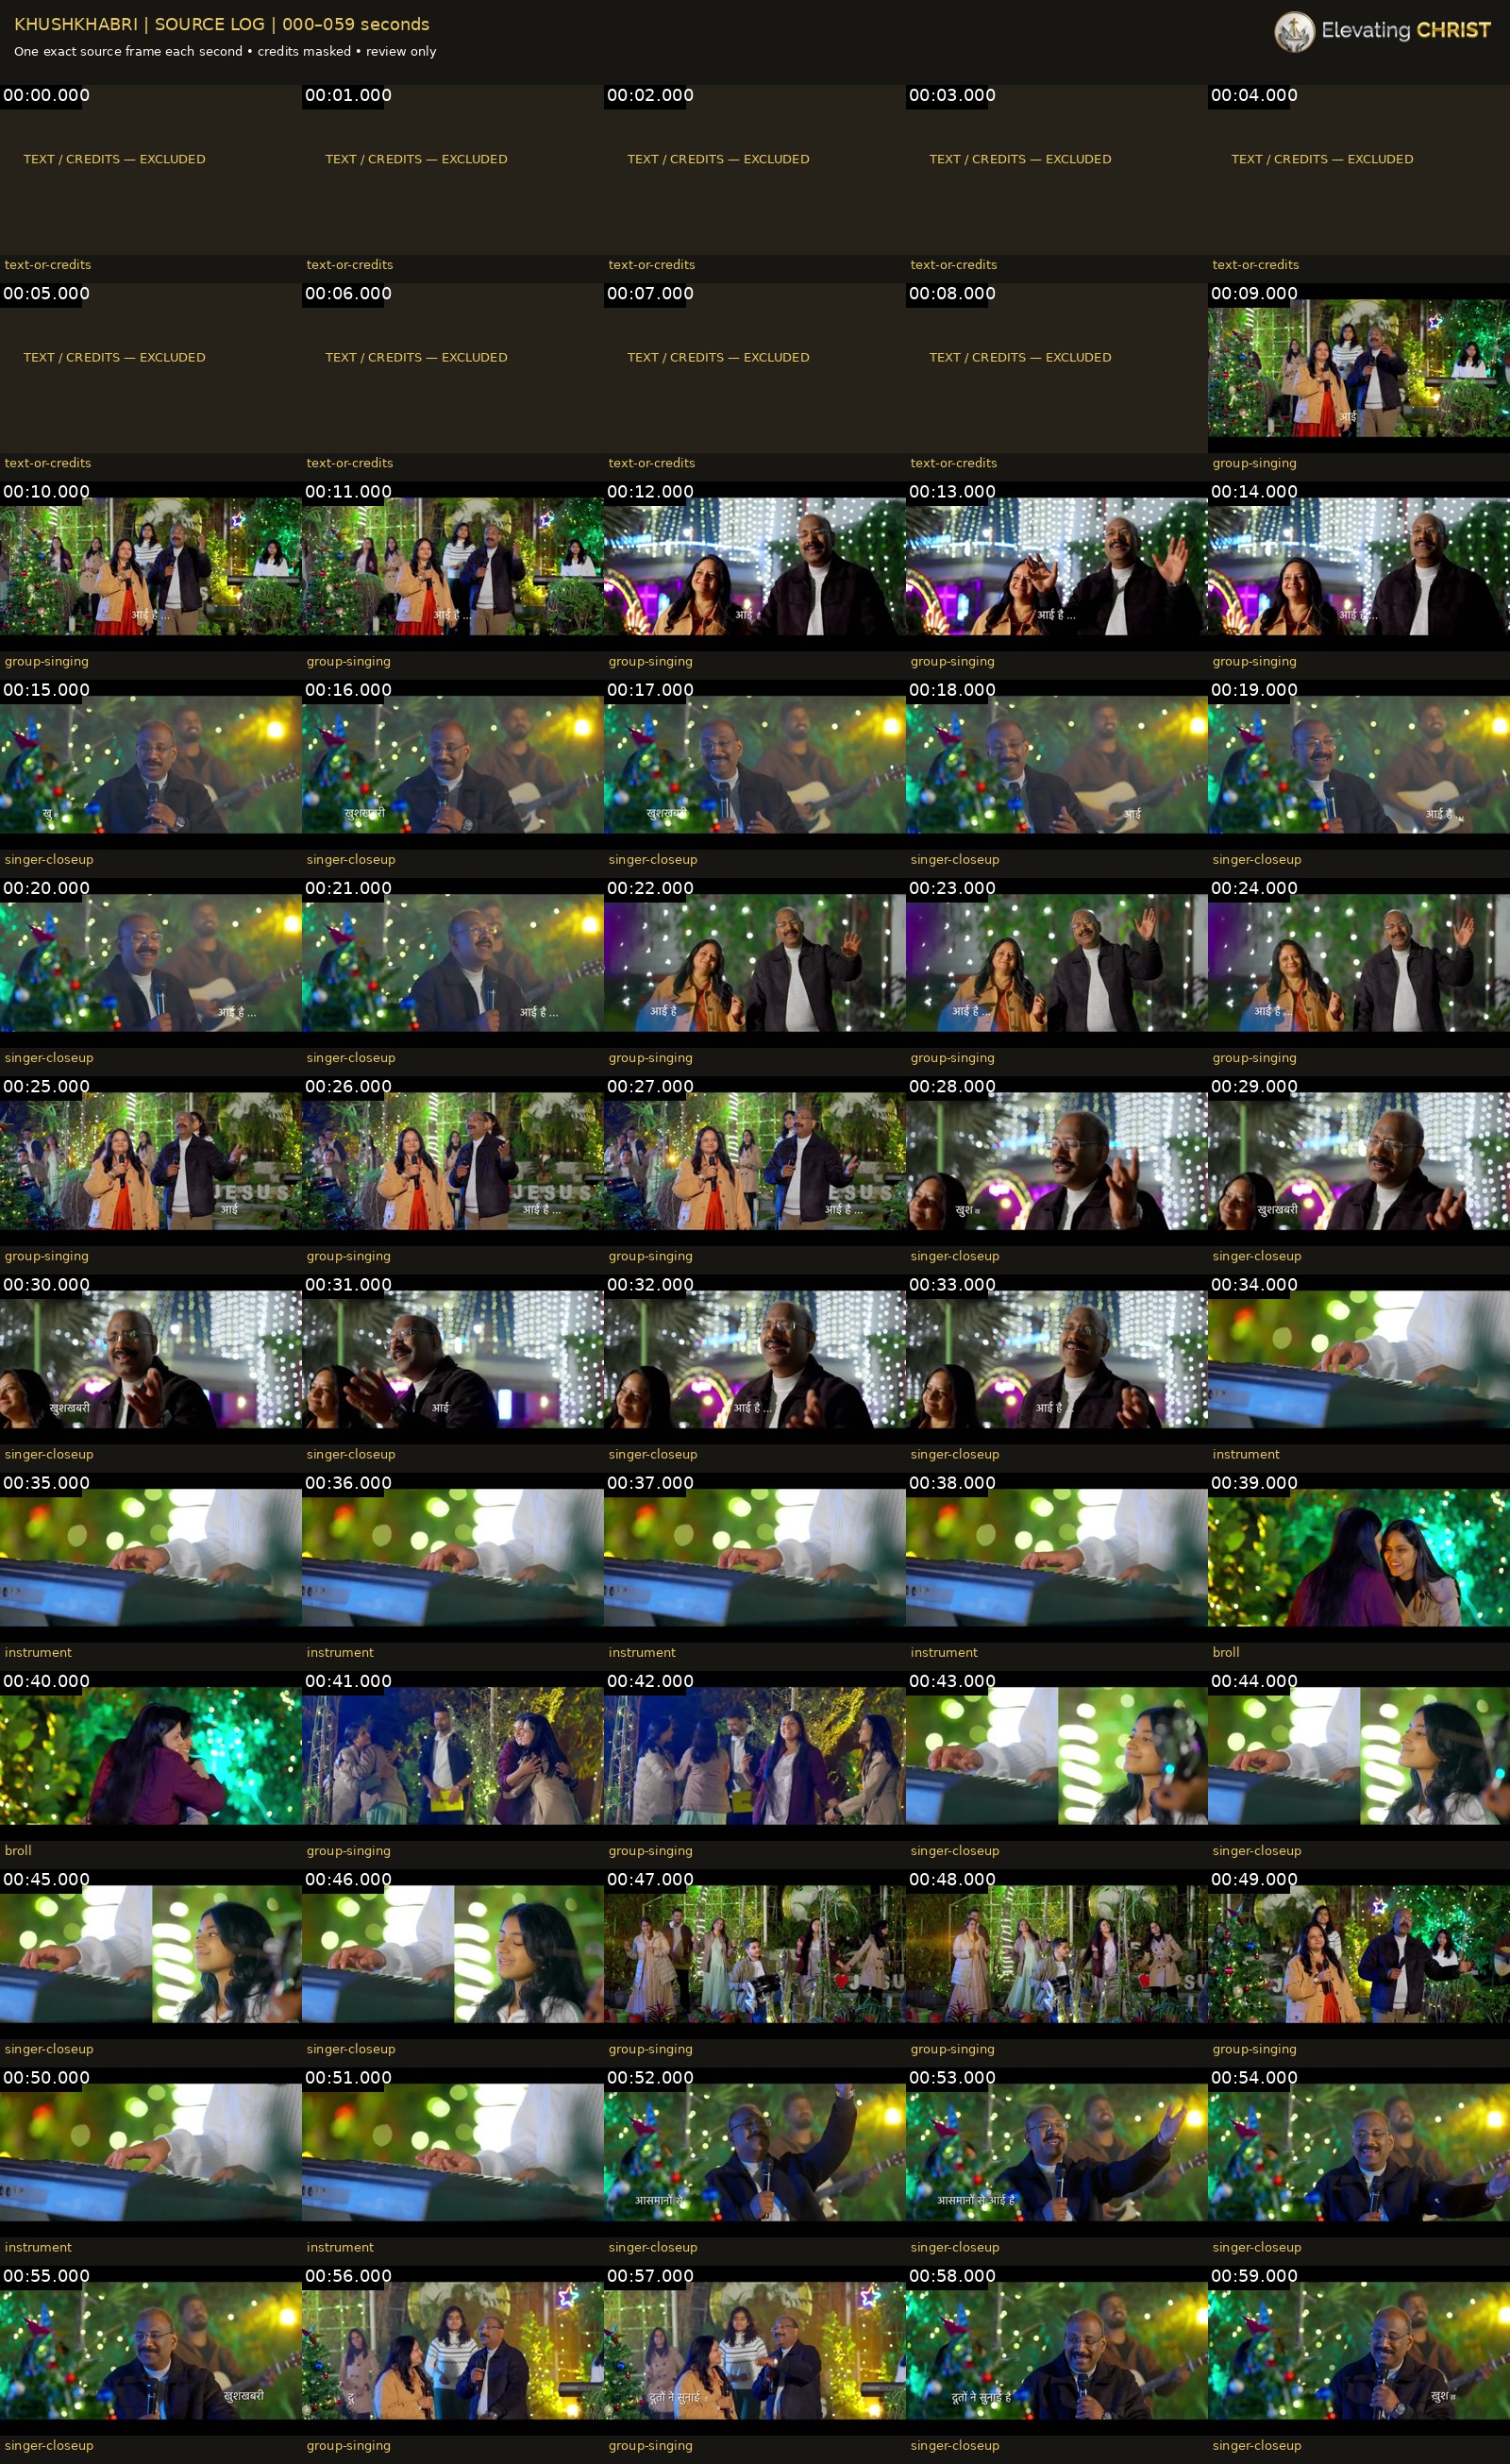 KHUSHKHABRI | SOURCE LOG | 000–059 seconds
One exact source frame each second • credits masked • review only
Elevating CHRIST
00:00.000 00:01.000 00:02.000 00:03.000 00:04.000
TEXT / CREDITS — EXCLUDED TEXT / CREDITS — EXCLUDED TEXT / CREDITS — EXCLUDED TEXT / CREDITS — EXCLUDED TEXT / CREDITS — EXCLUDED
text-or-credits text-or-credits text-or-credits text-or-credits text-or-credits
00:05.000 00:06.000 00:07.000 00:08.000 00:09.000
TEXT / CREDITS — EXCLUDED TEXT / CREDITS — EXCLUDED TEXT / CREDITS — EXCLUDED TEXT / CREDITS — EXCLUDED
आई
text-or-credits text-or-credits text-or-credits text-or-credits group-singing
00:10.000 00:11.000 00:12.000 00:13.000 00:14.000
आई है ... आई है ... आई आई है ... आई है ...
group-singing group-singing group-singing group-singing group-singing
00:15.000 00:16.000 00:17.000 00:18.000 00:19.000
खु खुशखबरी खुशखबरी आई आई है ...
singer-closeup singer-closeup singer-closeup singer-closeup singer-closeup
00:20.000 00:21.000 00:22.000 00:23.000 00:24.000
आई है ... आई है ... आई है आई है ... आई है ...
singer-closeup singer-closeup group-singing group-singing group-singing
00:25.000 00:26.000 00:27.000 00:28.000 00:29.000
JESUS JESUS ESUS
आई आई है ... आई है ... खुश खुशखबरी
group-singing group-singing group-singing singer-closeup singer-closeup
00:30.000 00:31.000 00:32.000 00:33.000 00:34.000
खुशखबरी आई आई है ... आई है
singer-closeup singer-closeup singer-closeup singer-closeup instrument
00:35.000 00:36.000 00:37.000 00:38.000 00:39.000
instrument instrument instrument instrument broll
00:40.000 00:41.000 00:42.000 00:43.000 00:44.000
broll group-singing group-singing singer-closeup singer-closeup
00:45.000 00:46.000 00:47.000 00:48.000 00:49.000
JESU SU
singer-closeup singer-closeup group-singing group-singing group-singing
00:50.000 00:51.000 00:52.000 00:53.000 00:54.000
आसमानों से आसमानों से आई है
instrument instrument singer-closeup singer-closeup singer-closeup
00:55.000 00:56.000 00:57.000 00:58.000 00:59.000
खुशखबरी दू दूतों ने सुनाई दूतों ने सुनाई है खुश
singer-closeup group-singing group-singing singer-closeup singer-closeup